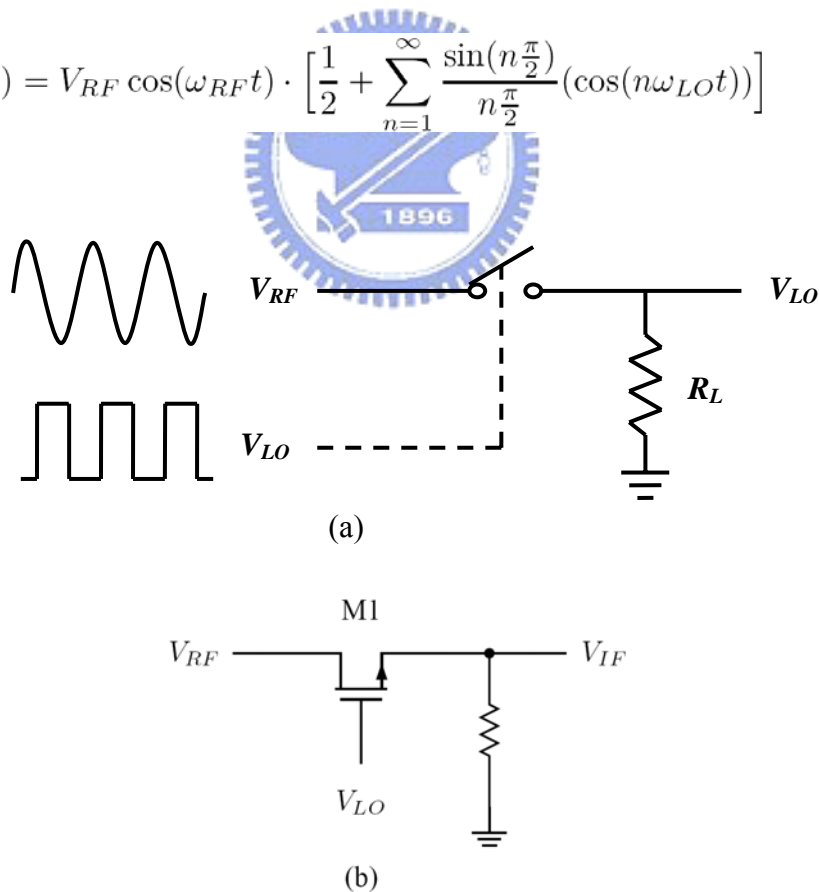 ) = V_{RF} cos(ω_{RF}t) · [1/2 + ∑_{n=1}^{∞} sin(nπ/2)/(nπ/2) (cos(nω_{LO}t))]
1896
V_{RF}
V_{LO}
R_L
V_{LO}
(a)
M1
V_{RF}
V_{IF}
V_{LO}
(b)